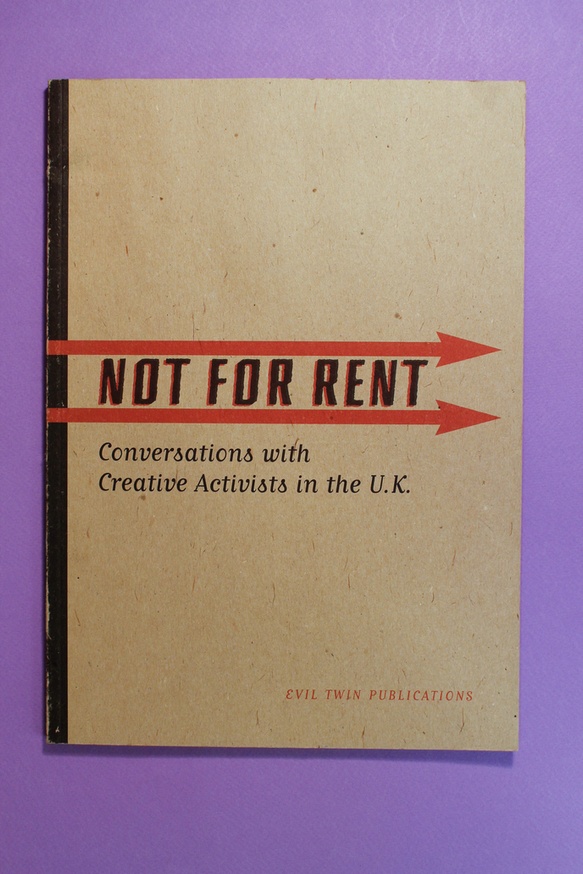 NOT FOR RENT
Conversations with
Creative Activists in the U.K.
EVIL TWIN PUBLICATIONS